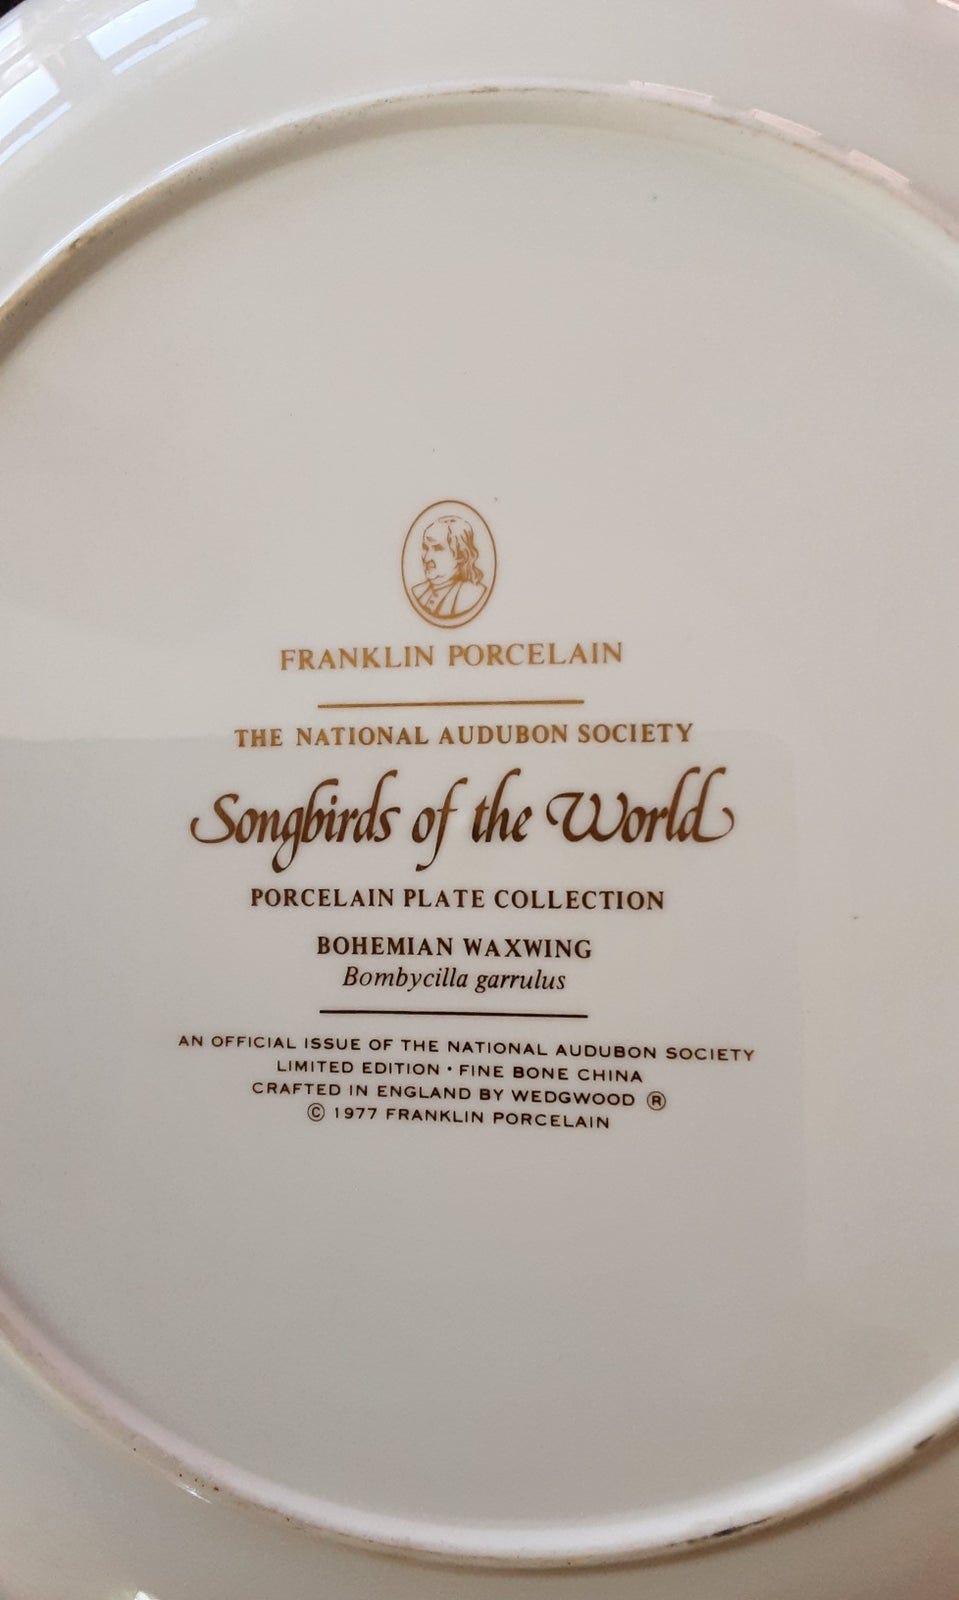 FRANKLIN PORCELAIN
THE NATIONAL AUDUBON SOCIETY
Songbirds of the World
PORCELAIN PLATE COLLECTION
BOHEMIAN WAXWING
Bombycilla garrulus
AN OFFICIAL ISSUE OF THE NATIONAL AUDUBON SOCIETY
LIMITED EDITION • FINE BONE CHINA
CRAFTED IN ENGLAND BY WEDGWOOD ®
© 1977 FRANKLIN PORCELAIN